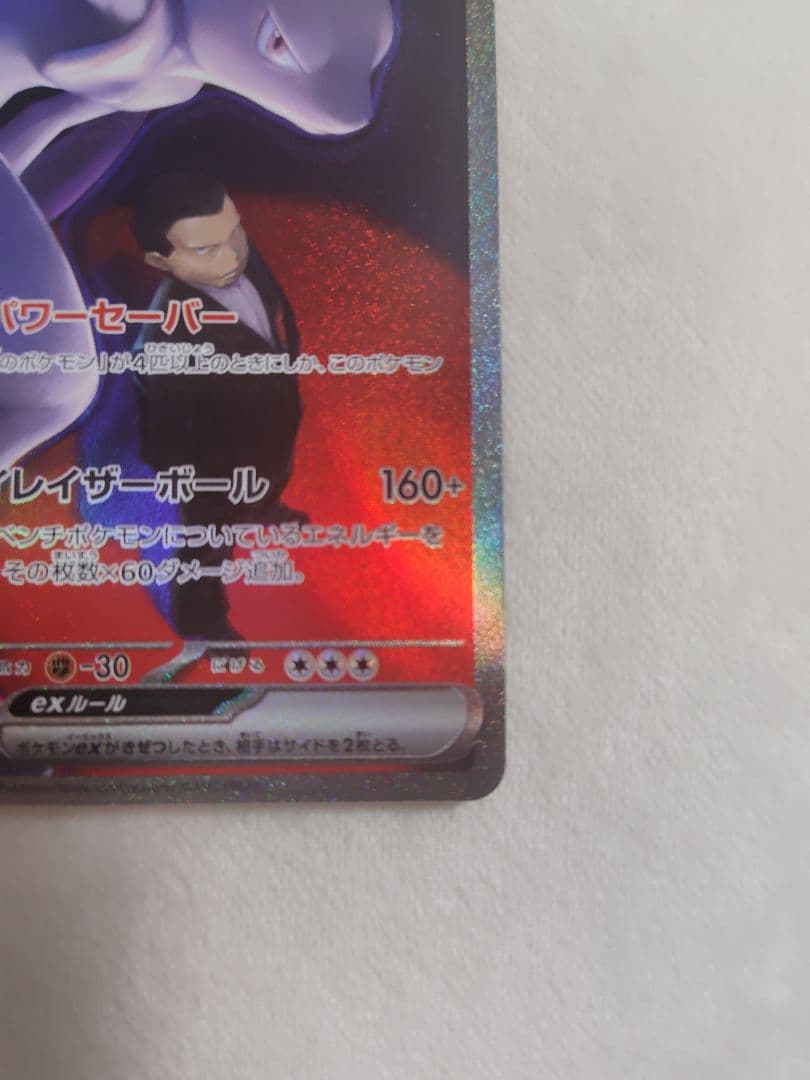 パワーセーバー
のポケモン」が4匹以上のときにしか、このポケモン
イレイザーボール 160+
ベンチポケモンについているエネルギーを
その枚数×60ダメージ追加。
-30 にげる
exルール
ポケモンexがきぜつしたとき、相手はサイドを2枚とる。